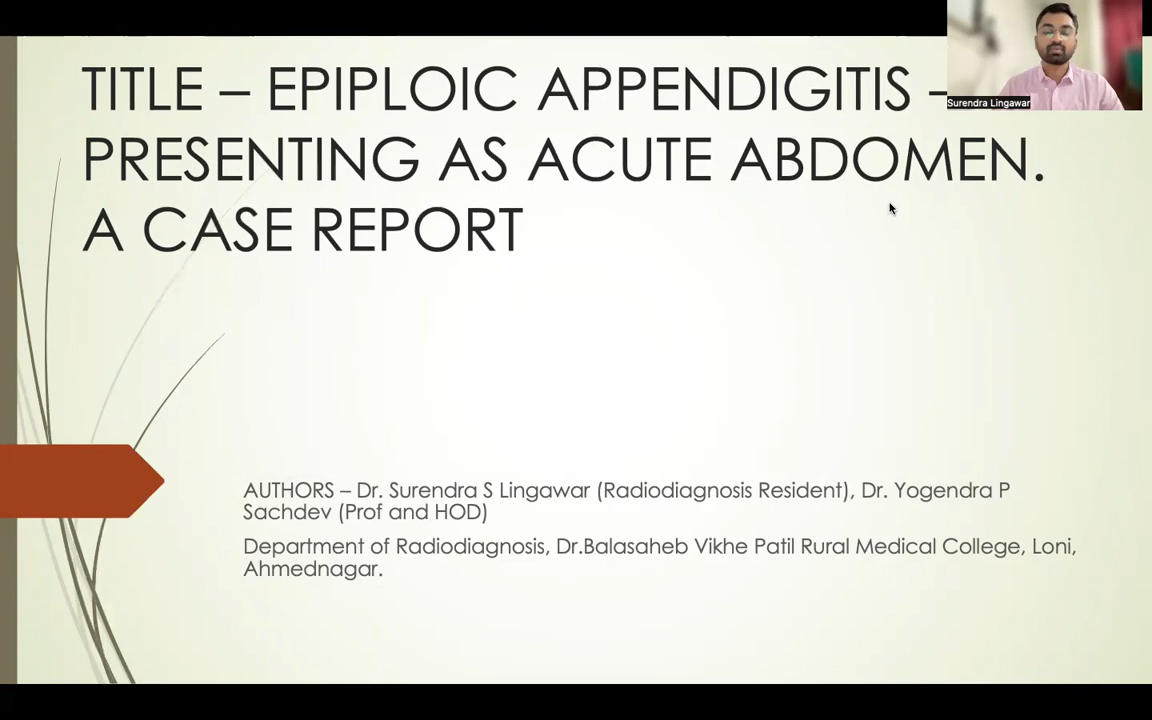 TITLE – EPIPLOIC APPENDIGITIS –
Surendra Lingawar
PRESENTING AS ACUTE ABDOMEN.
A CASE REPORT
AUTHORS – Dr. Surendra S Lingawar (Radiodiagnosis Resident), Dr. Yogendra P
Sachdev (Prof and HOD)
Department of Radiodiagnosis, Dr.Balasaheb Vikhe Patil Rural Medical College, Loni,
Ahmednagar.